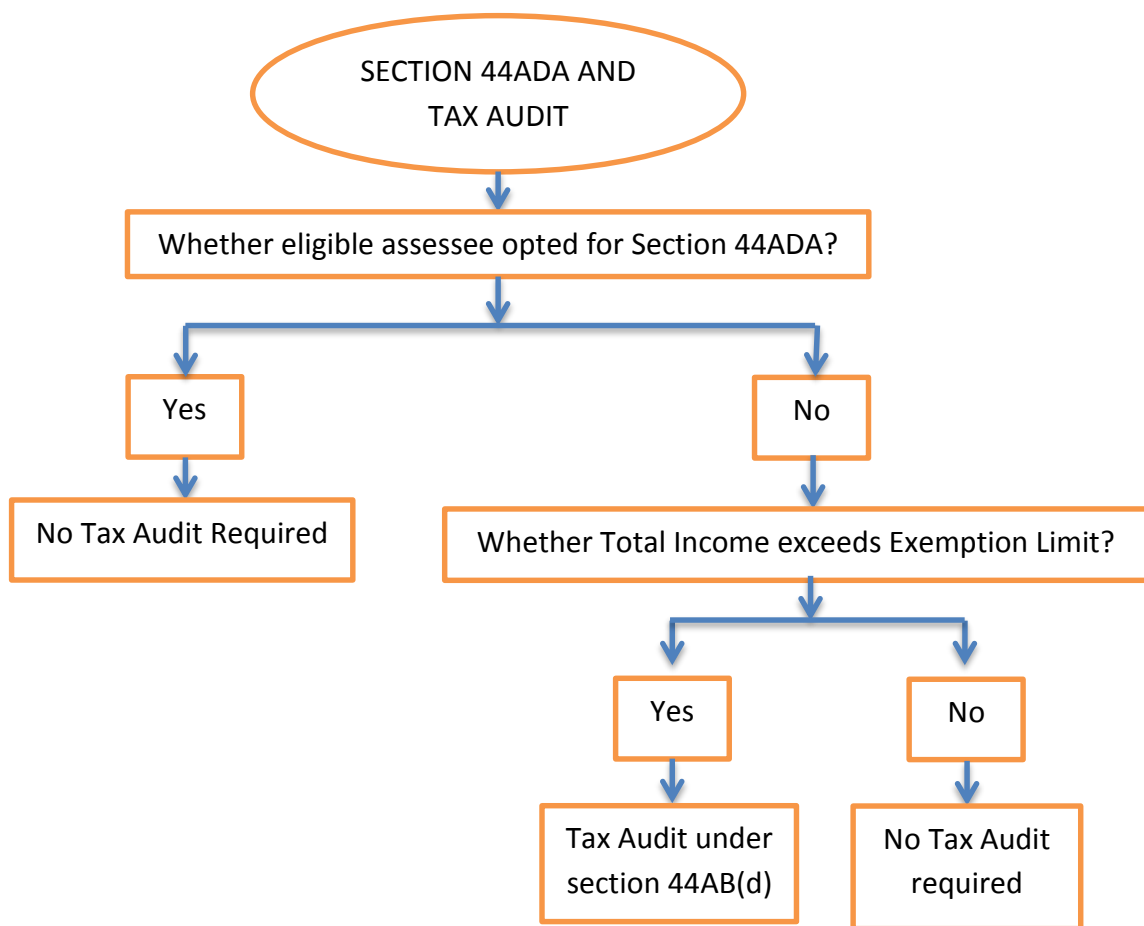 SECTION 44ADA AND
TAX AUDIT
Whether eligible assessee opted for Section 44ADA?
Yes
No
No Tax Audit Required
Whether Total Income exceeds Exemption Limit?
Yes
No
Tax Audit under
section 44AB(d)
No Tax Audit
required